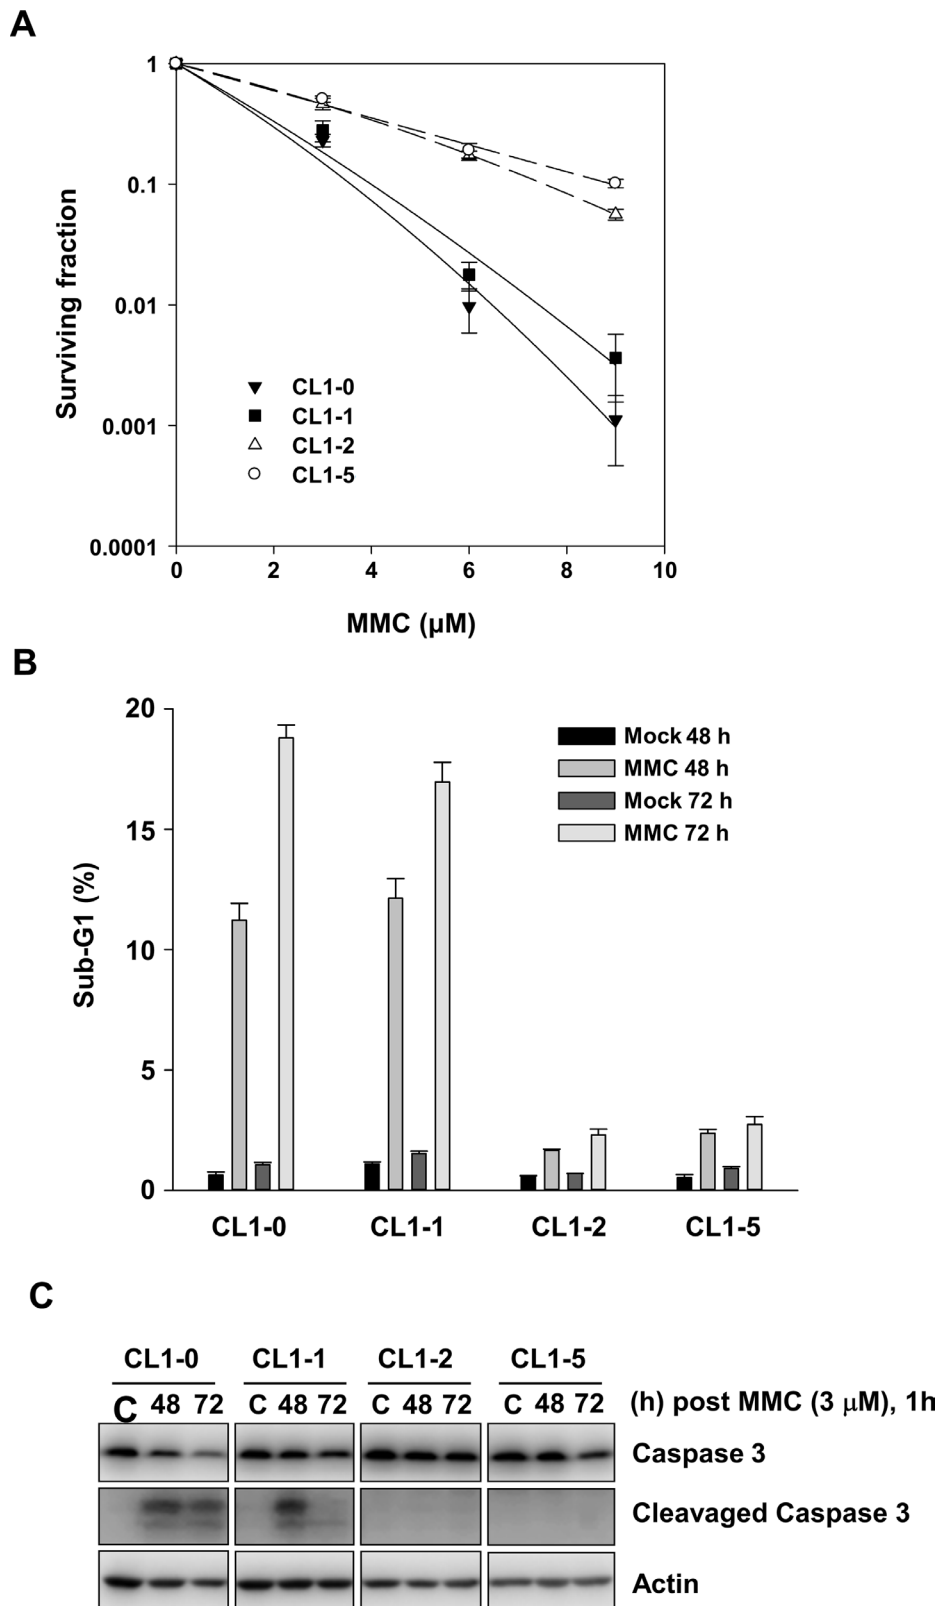 A
1
0.1
0.01
0.001
0.0001
Surviving fraction
CL1-0
CL1-1
CL1-2
CL1-5
0 2 4 6 8 10
MMC (µM)
B
20
15
10
5
0
Sub-G1 (%)
Mock 48 h
MMC 48 h
Mock 72 h
MMC 72 h
CL1-0 CL1-1 CL1-2 CL1-5
C
CL1-0 CL1-1 CL1-2 CL1-5
C 48 72 C 48 72 C 48 72 C 48 72 (h) post MMC (3 µM), 1h
Caspase 3
Cleavaged Caspase 3
Actin